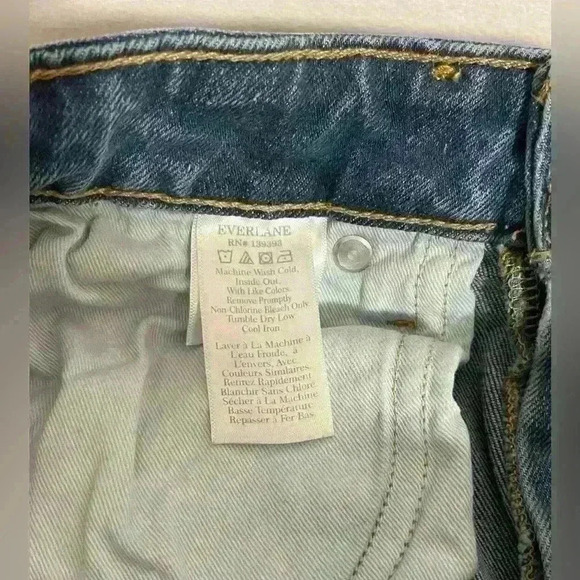 EVERLANE
RN# 139393
Machine Wash Cold,
Inside Out,
With Like Colors.
Remove Promptly
Non-Chlorine Bleach Only
Tumble Dry Low
Cool Iron
Laver à La Machine à
L'eau Froide, à
L'envers, Avec
Couleurs Similaires.
Retirez Rapidement
Blanchir Sans Chlore
Sécher à La Machine
Basse Température
Repasser à Fer Bas.